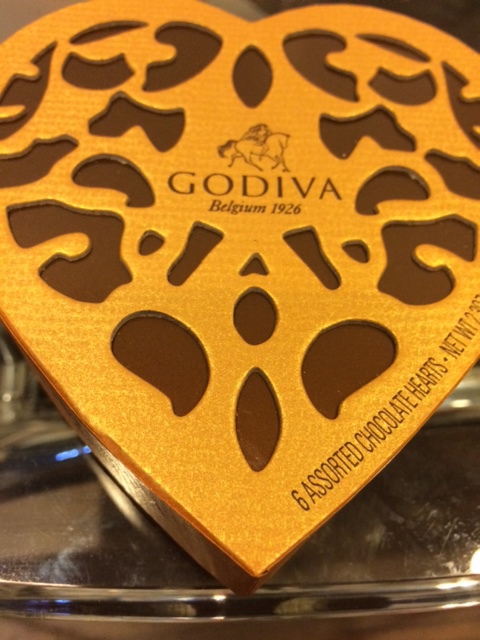 GODIVA
Belgium 1926
6 ASSORTED CHOCOLATE HEARTS • NET WT